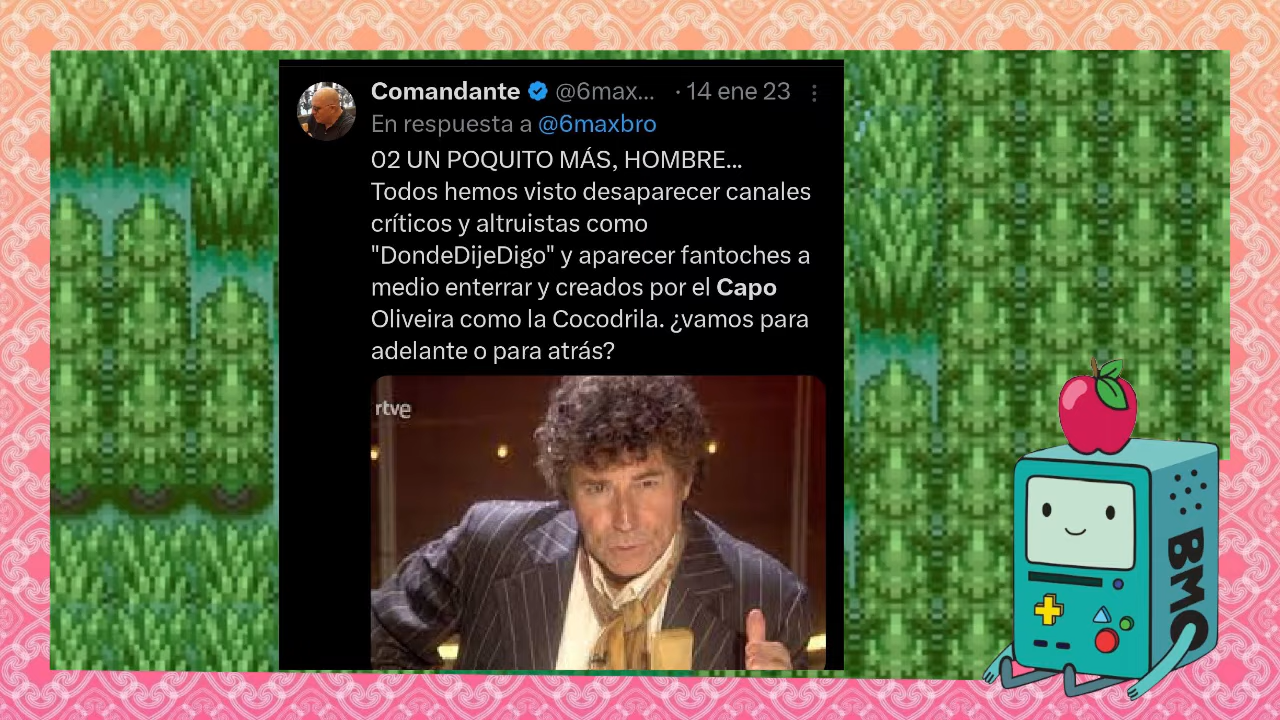 Comandante @6max... · 14 ene 23
En respuesta a @6maxbro
02 UN POQUITO MÁS, HOMBRE...
Todos hemos visto desaparecer canales
críticos y altruistas como
"DondeDijeDigo" y aparecer fantoches a
medio enterrar y creados por el Capo
Oliveira como la Cocodrila. ¿vamos para
adelante o para atrás?
rtve
BMO